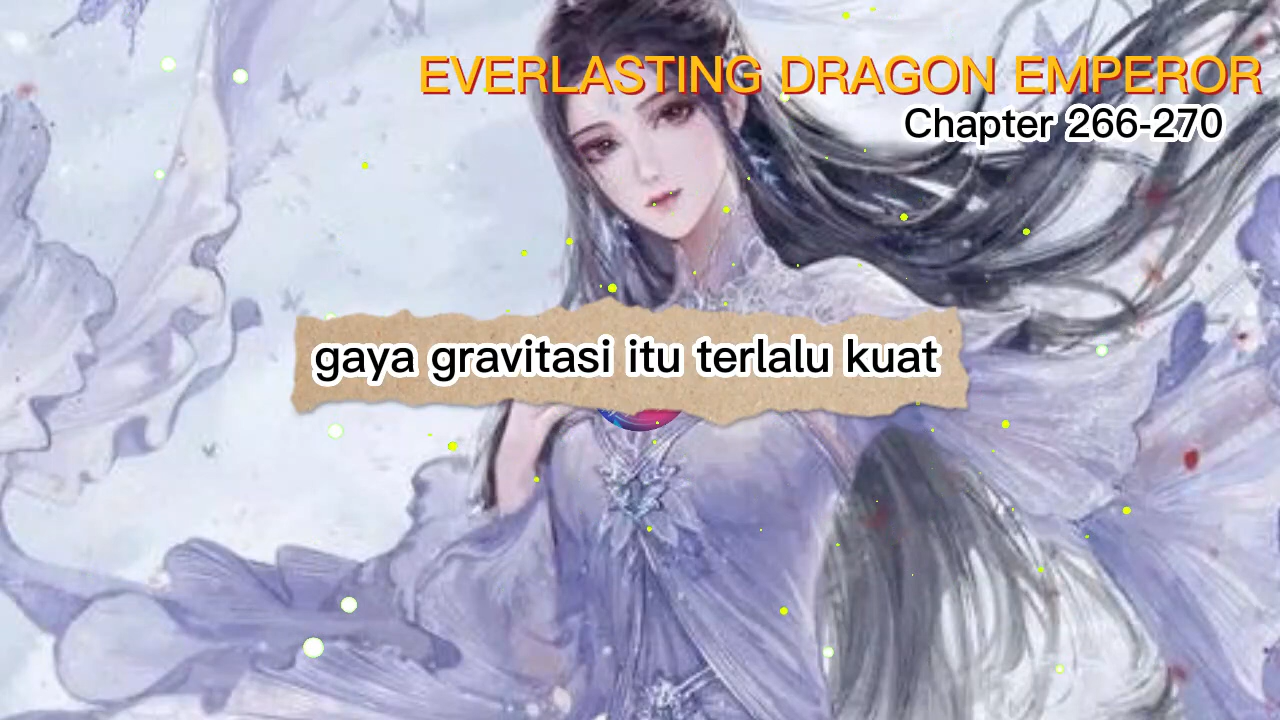 EVERLASTING DRAGON EMPEROR
Chapter 266-270
gaya gravitasi itu terlalu kuat